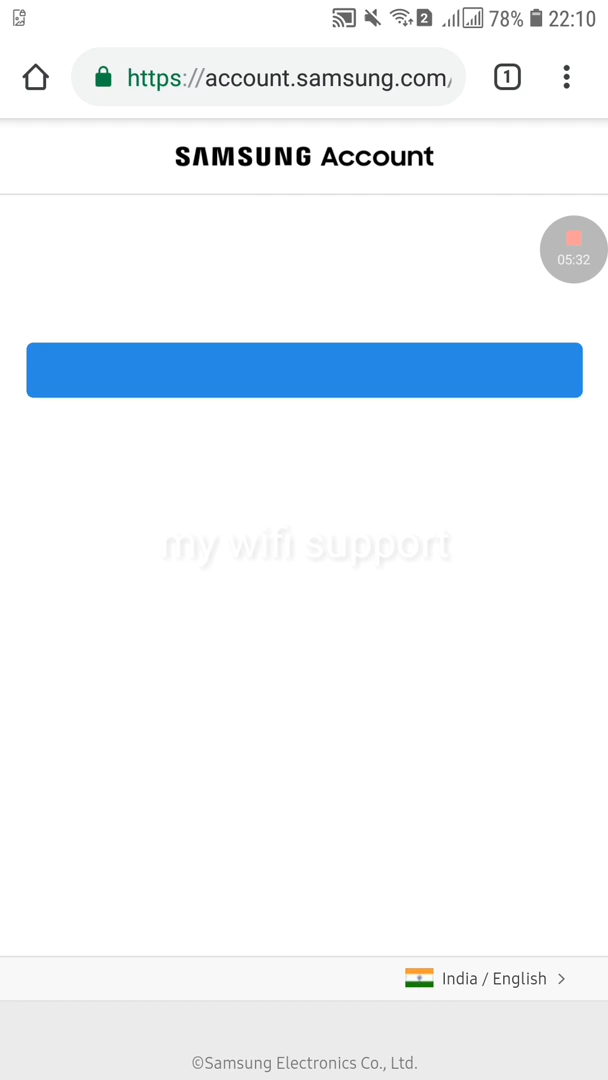 2 78% 22:10
https://account.samsung.com/
1
SAMSUNG Account
05:32
my wifi support
India / English
©Samsung Electronics Co., Ltd.